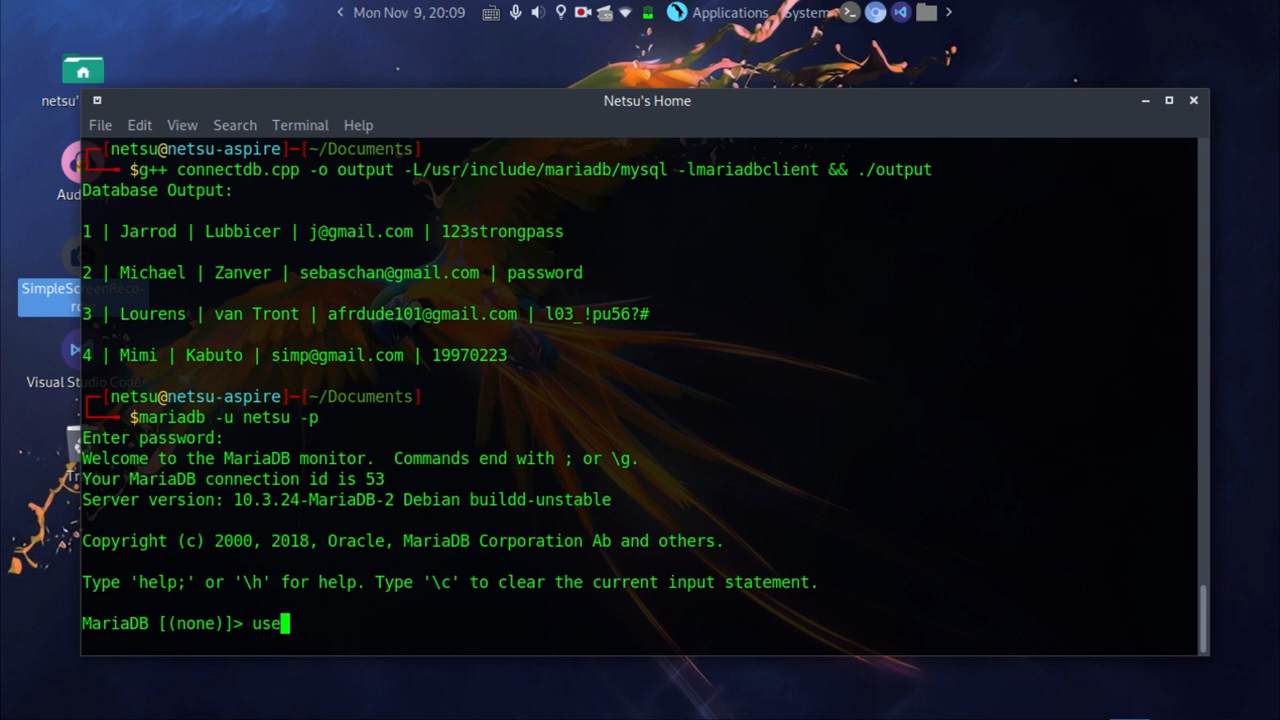 Mon Nov 9, 20:09
Applications
System
netsu'
Netsu's Home
File Edit View Search Terminal Help
[netsu@netsu-aspire]─[~/Documents]
$g++ connectdb.cpp -o output -L/usr/include/mariadb/mysql -lmariadbclient && ./output
Database Output:
1 | Jarrod | Lubbicer | j@gmail.com | 123strongpass
2 | Michael | Zanver | sebaschan@gmail.com | password
3 | Lourens | van Tront | afrdude101@gmail.com | l03_!pu56?#
4 | Mimi | Kabuto | simp@gmail.com | 19970223
[netsu@netsu-aspire]─[~/Documents]
$mariadb -u netsu -p
Enter password:
Welcome to the MariaDB monitor.  Commands end with ; or \g.
Your MariaDB connection id is 53
Server version: 10.3.24-MariaDB-2 Debian buildd-unstable
Copyright (c) 2000, 2018, Oracle, MariaDB Corporation Ab and others.
Type 'help;' or '\h' for help. Type '\c' to clear the current input statement.
MariaDB [(none)]> use
Auda
SimpleScreenReco-
Visual Studio Code
Tr